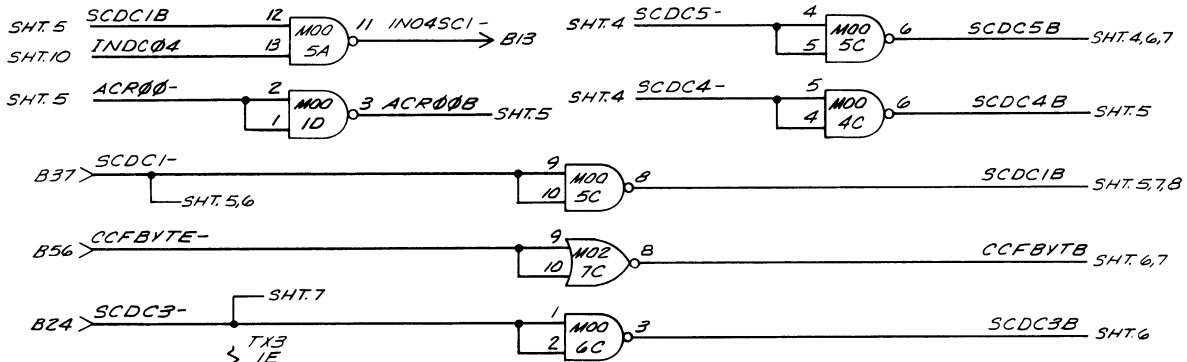 SHT. 5 SCDC1B 12 M00 5A 11 IN04SC1- B13
SHT. 10 INDCØ4 13
SHT. 4 SCDC5- 4 5 M00 5C 6 SCDC5B SHT. 4,6,7
SHT. 5 ACRØØ- 2 1 M00 1D 3 ACRØØB SHT. 5
SHT. 4 SCDC4- 5 4 M00 4C 6 SCDC4B SHT. 5
B37 SCDC1- 9 10 M00 5C 8 SCDC1B SHT. 5,7,8
SHT. 5,6
B56 CCFBYTE- 9 10 M02 7C 8 CCFBYTB SHT. 6,7
SHT. 7
B24 SCDC3- 1 2 M00 6C 3 SCDC3B SHT. 6
TX3
1E